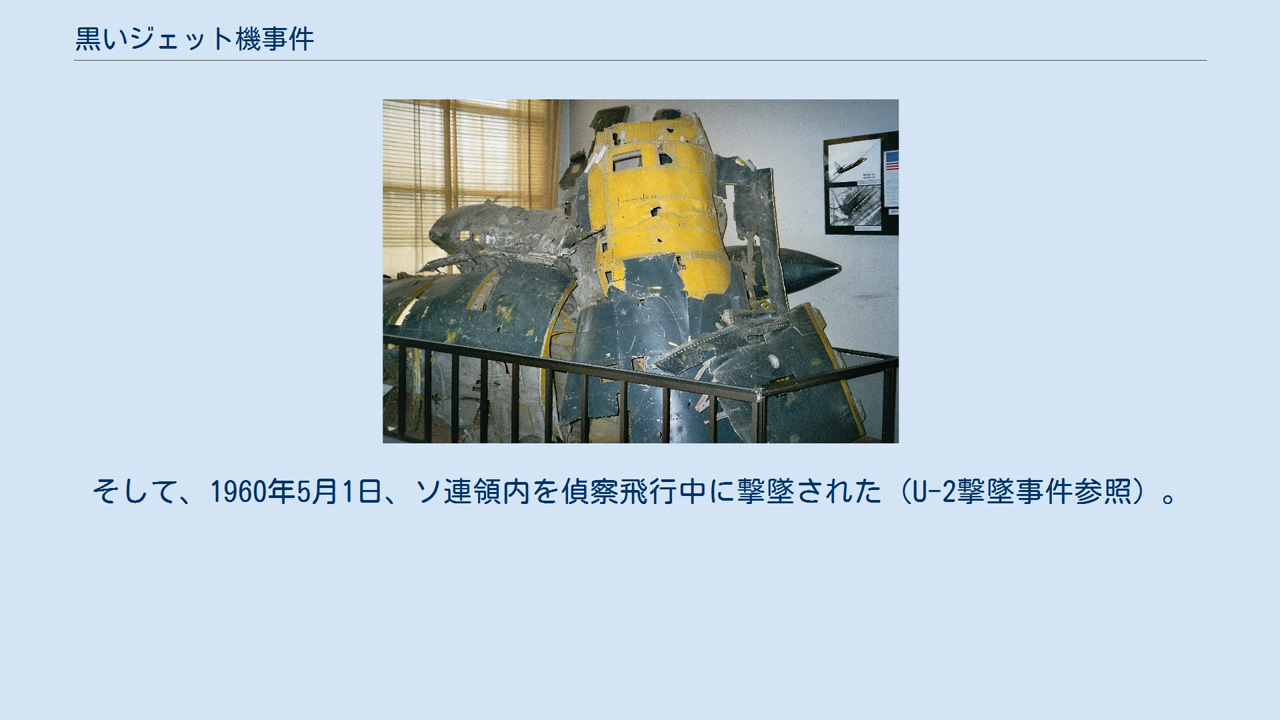 黒いジェット機事件
そして、1960年5月1日、ソ連領内を偵察飛行中に撃墜された（U-2撃墜事件参照）。